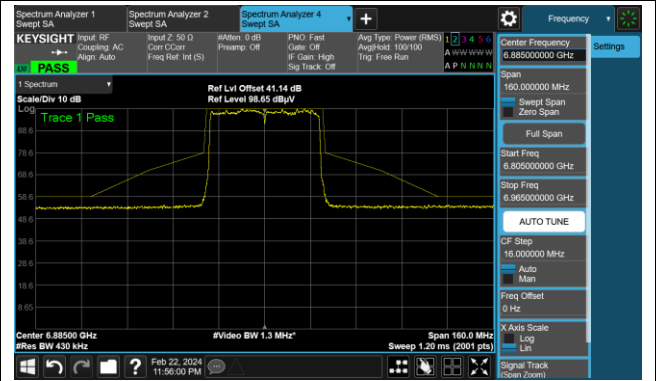 Spectrum Analyzer 1
Swept SA
Spectrum Analyzer 2
Swept SA
Spectrum Analyzer 4
Swept SA
Frequency
KEYSIGHT
Input: RF
Coupling: AC
Align: Auto
Input Z: 50 Ω
Corr CCorr
Freq Ref: Int (S)
#Atten: 0 dB
Preamp: Off
PNO: Fast
Gate: Off
IF Gain: High
Sig Track: Off
Avg Type: Power (RMS)
Avg|Hold: 100/100
Trig: Free Run
1 2 3 4 5 6
A W W W W W
A P N N N N
LXI
PASS
1 Spectrum
Scale/Div 10 dB
Ref Lvl Offset 41.14 dB
Ref Level 98.65 dBµV
Log
Trace 1 Pass
88.6
78.6
68.6
58.6
48.6
38.6
28.6
18.6
8.65
Center 6.88500 GHz
#Res BW 430 kHz
#Video BW 1.3 MHz*
Span 160.0 MHz
Sweep 1.20 ms (2001 pts)
Feb 22, 2024
11:56:00 PM
Center Frequency
6.885000000 GHz
Settings
Span
160.000000 MHz
Swept Span
Zero Span
Full Span
Start Freq
6.805000000 GHz
Stop Freq
6.965000000 GHz
AUTO TUNE
CF Step
16.000000 MHz
Auto
Man
Freq Offset
0 Hz
X Axis Scale
Log
Lin
Signal Track
(Span Zoom)